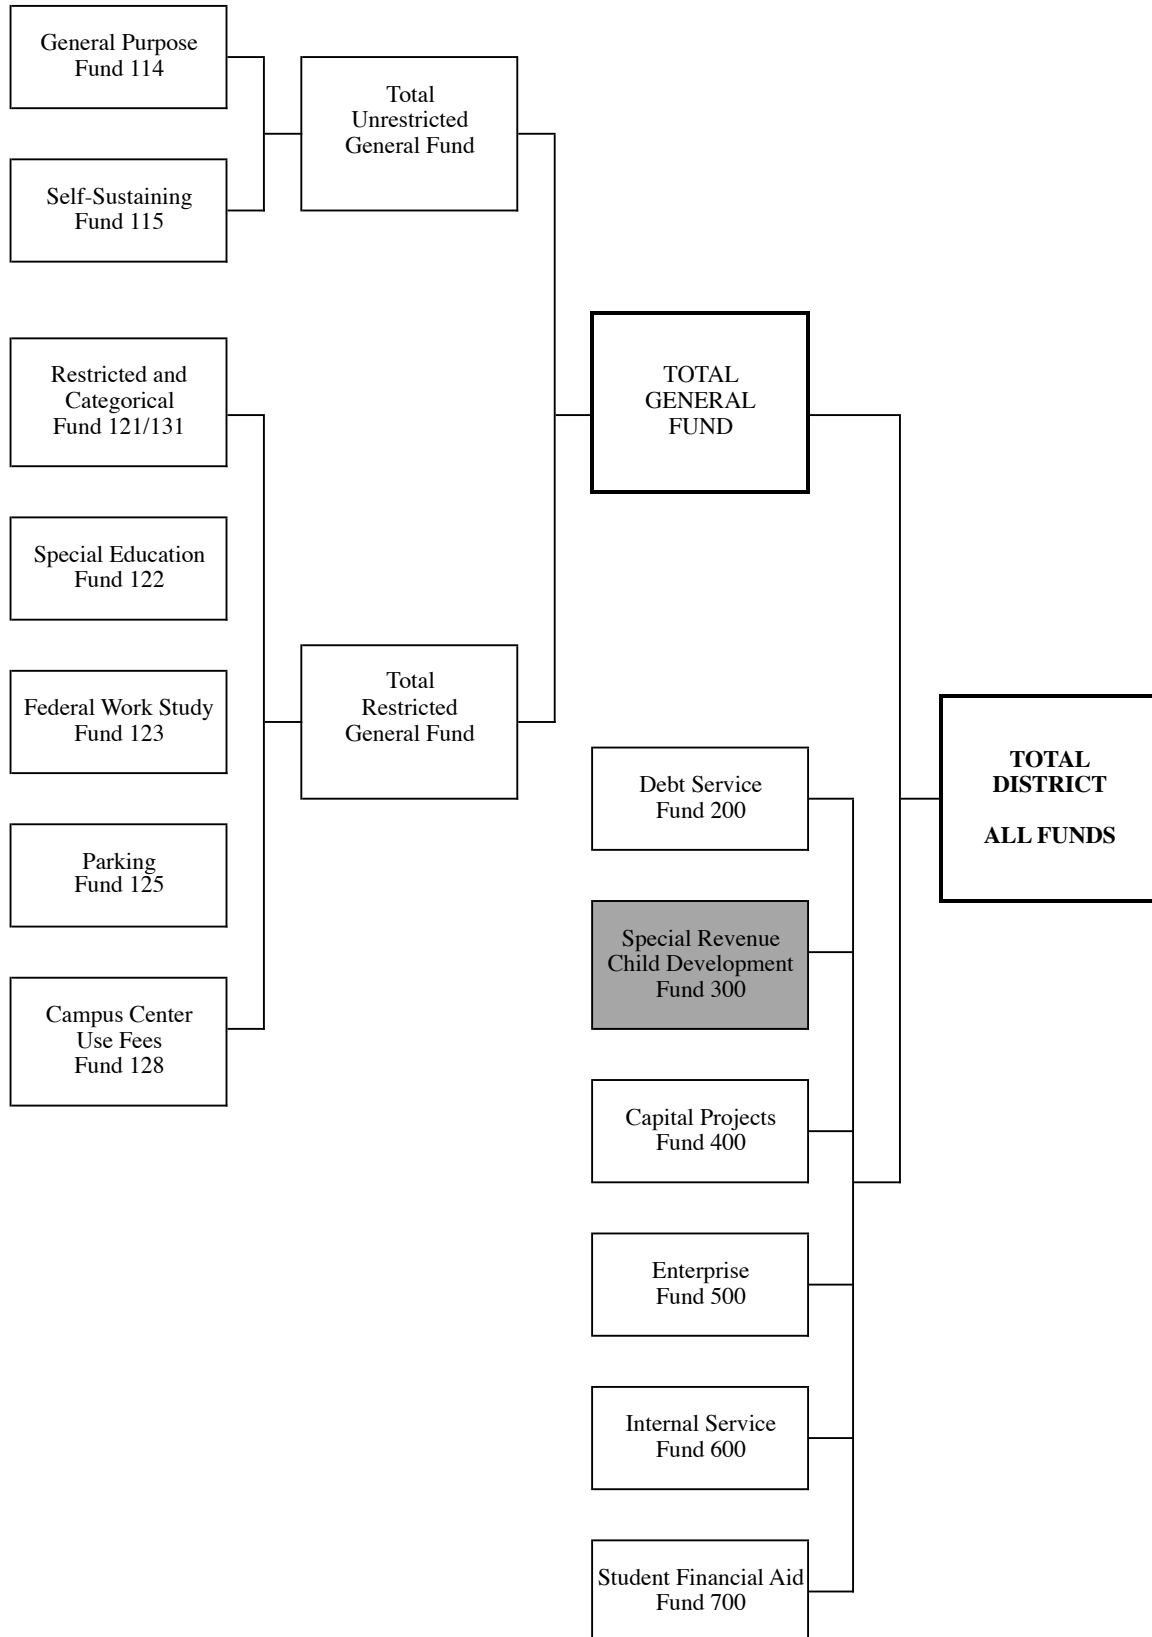 General Purpose
Fund 114
Self-Sustaining
Fund 115
Restricted and
Categorical
Fund 121/131
Special Education
Fund 122
Federal Work Study
Fund 123
Parking
Fund 125
Campus Center
Use Fees
Fund 128
Total
Unrestricted
General Fund
Total
Restricted
General Fund
TOTAL
GENERAL
FUND
Debt Service
Fund 200
Special Revenue
Child Development
Fund 300
Capital Projects
Fund 400
Enterprise
Fund 500
Internal Service
Fund 600
Student Financial Aid
Fund 700
TOTAL
DISTRICT
ALL FUNDS